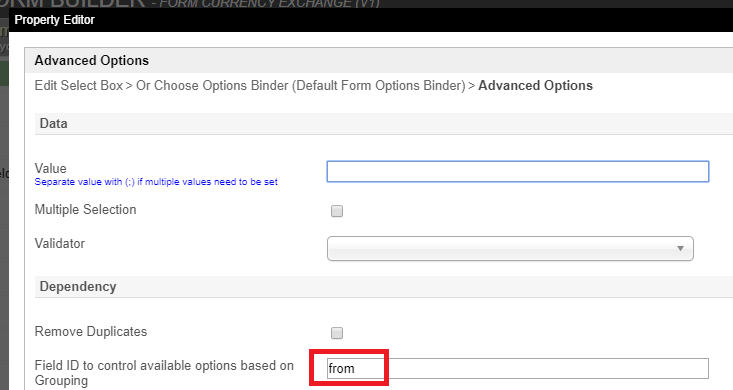 ORM BUILDER - FORM CURRENCY EXCHANGE (V1)
Property Editor
Advanced Options
Edit Select Box > Or Choose Options Binder (Default Form Options Binder) > Advanced Options
Data
Value
Separate value with (;) if multiple values need to be set
Multiple Selection
Validator
Dependency
Remove Duplicates
Field ID to control available options based on
Grouping
from